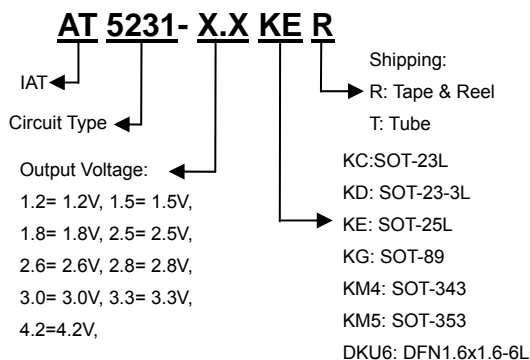 AT 5231- X.X KE R
IAT
Circuit Type
Output Voltage:
1.2= 1.2V, 1.5= 1.5V,
1.8= 1.8V, 2.5= 2.5V,
2.6= 2.6V, 2.8= 2.8V,
3.0= 3.0V, 3.3= 3.3V,
4.2=4.2V,
Shipping:
R: Tape & Reel
T: Tube
KC:SOT-23L
KD: SOT-23-3L
KE: SOT-25L
KG: SOT-89
KM4: SOT-343
KM5: SOT-353
DKU6: DFN1.6x1.6-6L